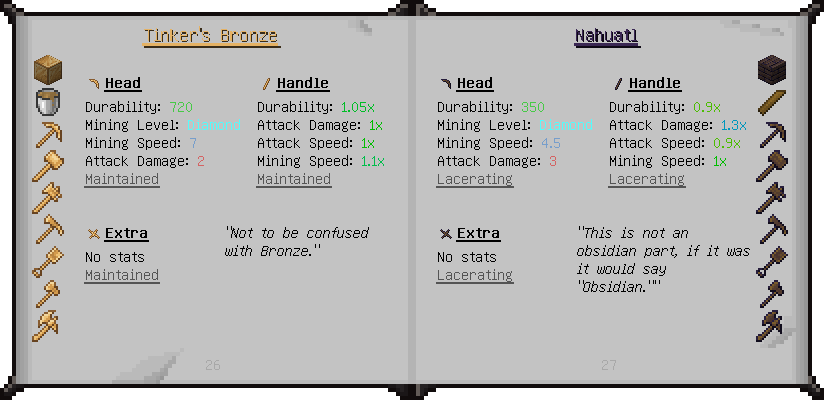 Tinker's Bronze
Head
Durability: 720
Mining Level: Diamond
Mining Speed: 7
Attack Damage: 2
Maintained
Handle
Durability: 1.05x
Attack Damage: 1x
Attack Speed: 1x
Mining Speed: 1.1x
Maintained
Extra
No stats
Maintained
"Not to be confused
with Bronze."
26
Nahuatl
Head
Durability: 350
Mining Level: Diamond
Mining Speed: 4.5
Attack Damage: 3
Lacerating
Handle
Durability: 0.9x
Attack Damage: 1.3x
Attack Speed: 0.9x
Mining Speed: 1x
Lacerating
Extra
No stats
Lacerating
"This is not an
obsidian part, if it was
it would say
"Obsidian.""
27